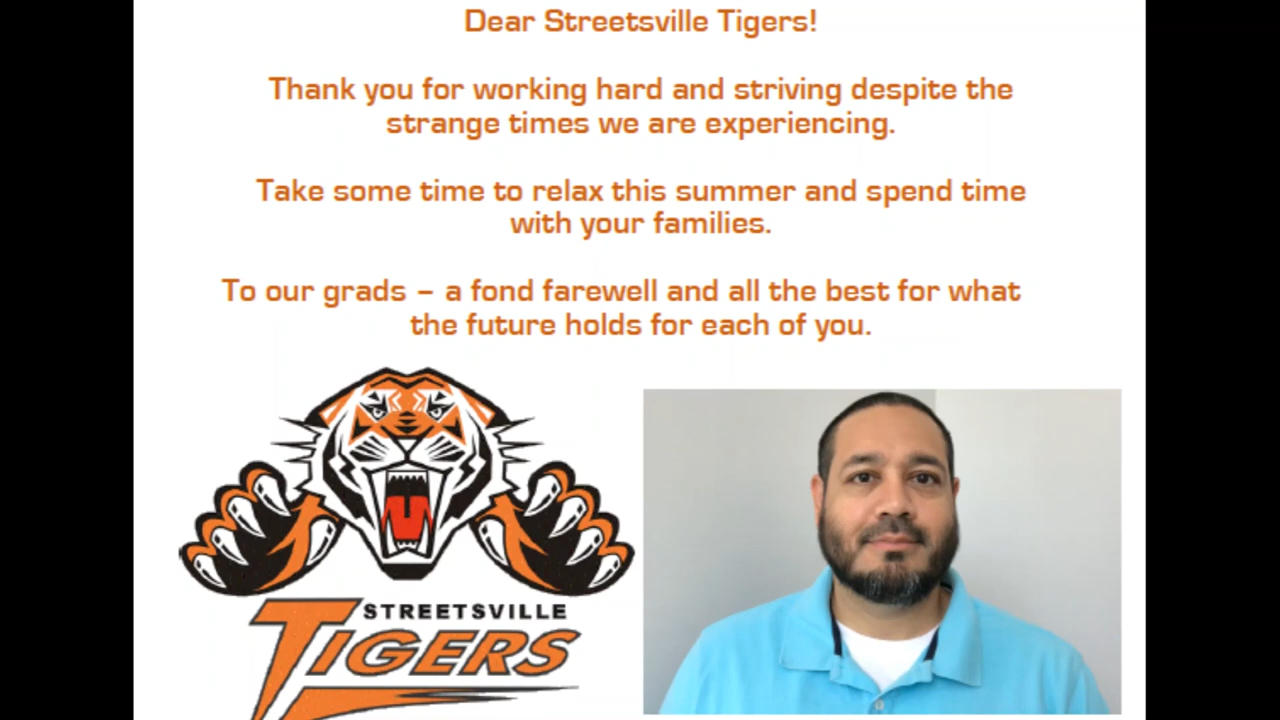 Dear Streetsville Tigers!
Thank you for working hard and striving despite the
strange times we are experiencing.
Take some time to relax this summer and spend time
with your families.
To our grads – a fond farewell and all the best for what
the future holds for each of you.
STREETSVILLE
TIGERS